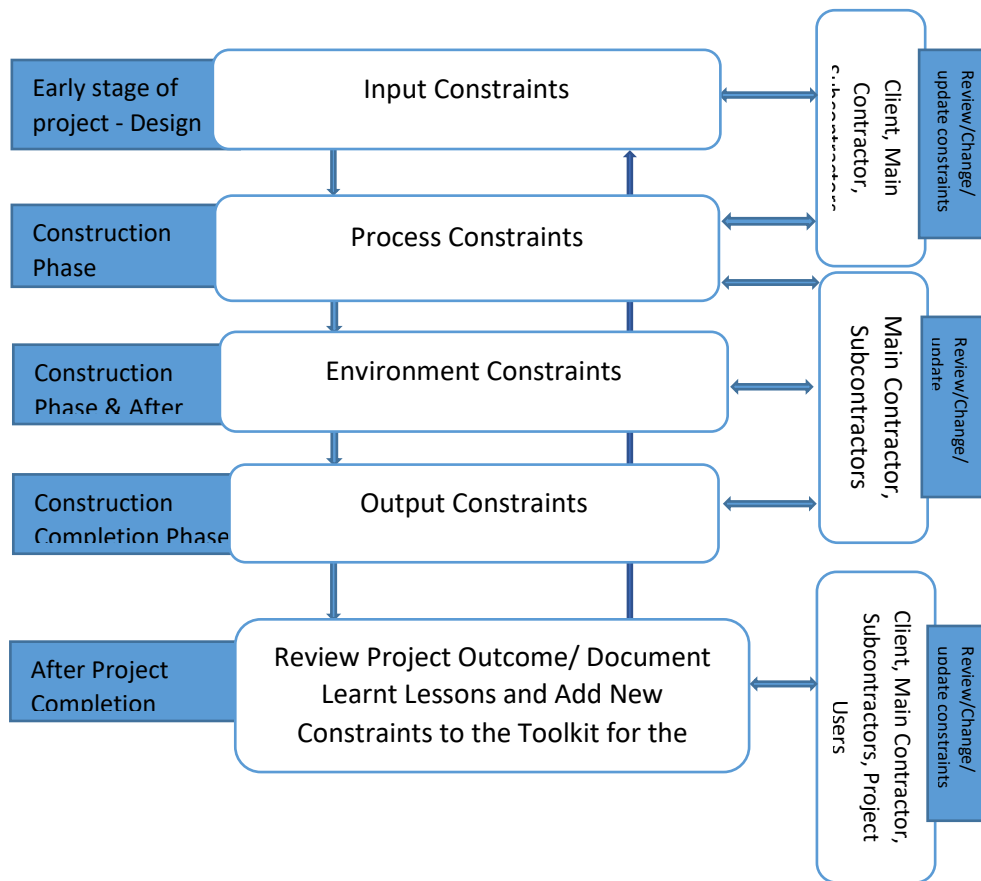 Early stage of
project - Design
Input Constraints
Client, Main
Contractor,
Subcontractors
Review/Change/
update constraints
Construction
Phase
Process Constraints
Construction
Phase & After
Environment Constraints
Main Contractor,
Subcontractors
Review/Change/
update
Construction
Completion Phase
Output Constraints
After Project
Completion
Review Project Outcome/ Document
Learnt Lessons and Add New
Constraints to the Toolkit for the
Client, Main Contractor,
Subcontractors, Project
Users
Review/Change/
update constraints